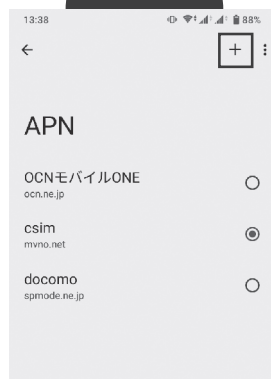 13:38
88%
APN
OCNモバイルONE
ocn.ne.jp
csim
mvno.net
docomo
spmode.ne.jp